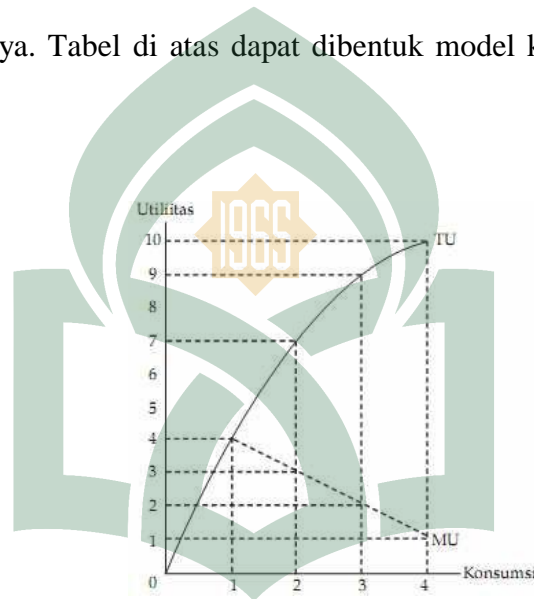 ya. Tabel di atas dapat dibentuk model k
Utiliitas
1965
10 TU
9
8
7
6
5
4
3
2
1 MU
0 1 2 3 4 Konsumsi